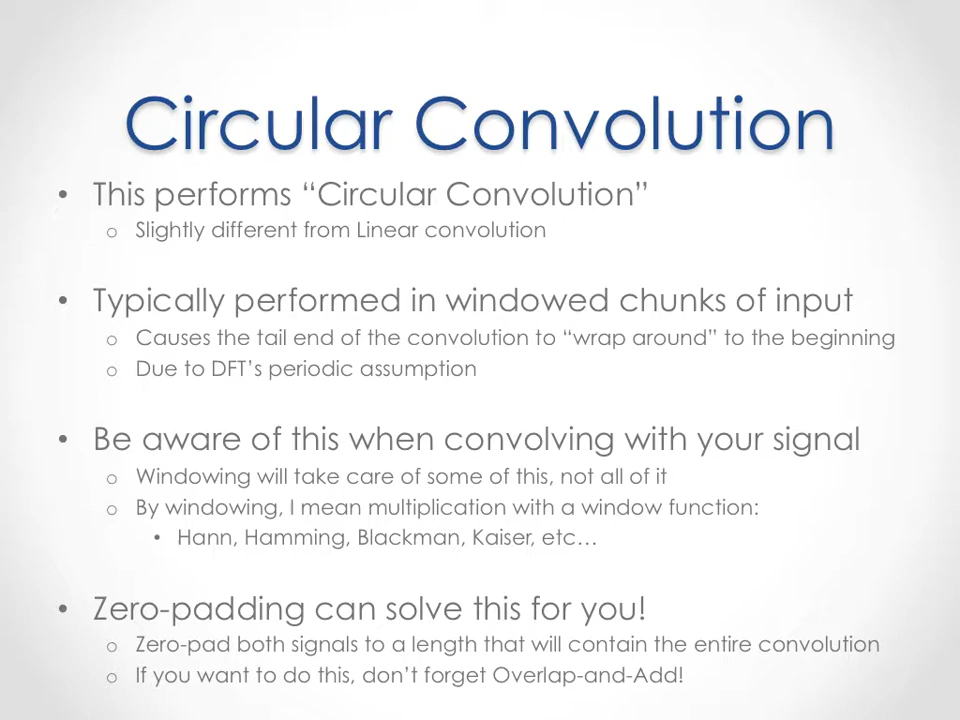 Circular Convolution
• This performs “Circular Convolution”
o Slightly different from Linear convolution
• Typically performed in windowed chunks of input
o Causes the tail end of the convolution to “wrap around” to the beginning
o Due to DFT’s periodic assumption
• Be aware of this when convolving with your signal
o Windowing will take care of some of this, not all of it
o By windowing, I mean multiplication with a window function:
• Hann, Hamming, Blackman, Kaiser, etc…
• Zero-padding can solve this for you!
o Zero-pad both signals to a length that will contain the entire convolution
o If you want to do this, don’t forget Overlap-and-Add!